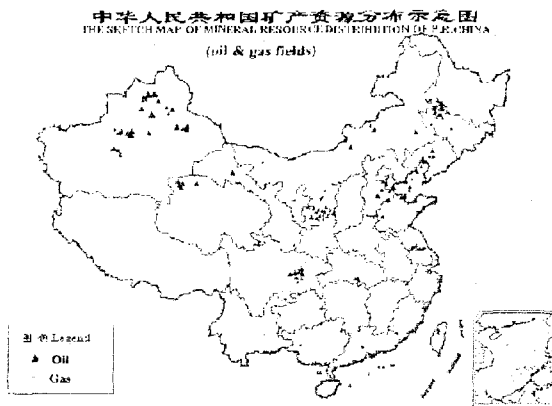 中华人民共和国矿产资源分布示意图
THE SKETCH MAP OF MINERAL RESOURCE DISTRIBUTION OF P.R.CHINA
(oil & gas fields)
图例 Legend
Oil
Gas